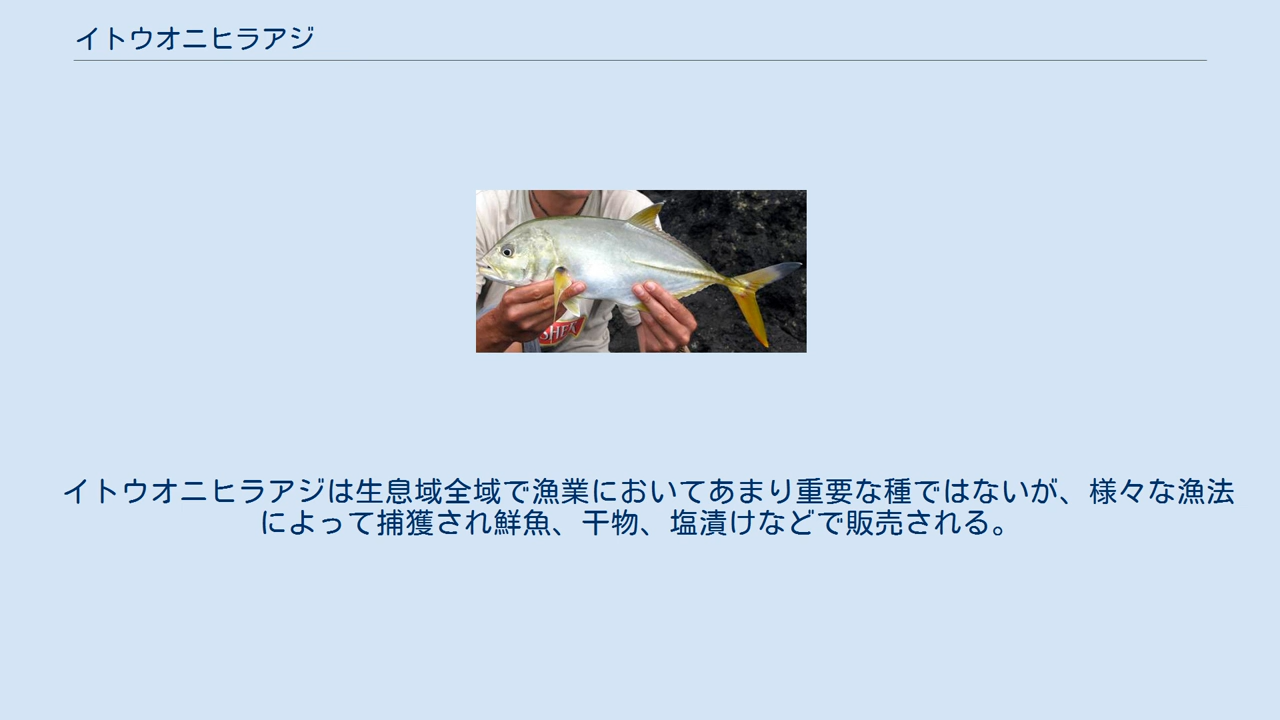 イトウオニヒラアジ
SHEA
イトウオニヒラアジは生息域全域で漁業においてあまり重要な種ではないが、様々な漁法
によって捕獲され鮮魚、干物、塩漬けなどで販売される。